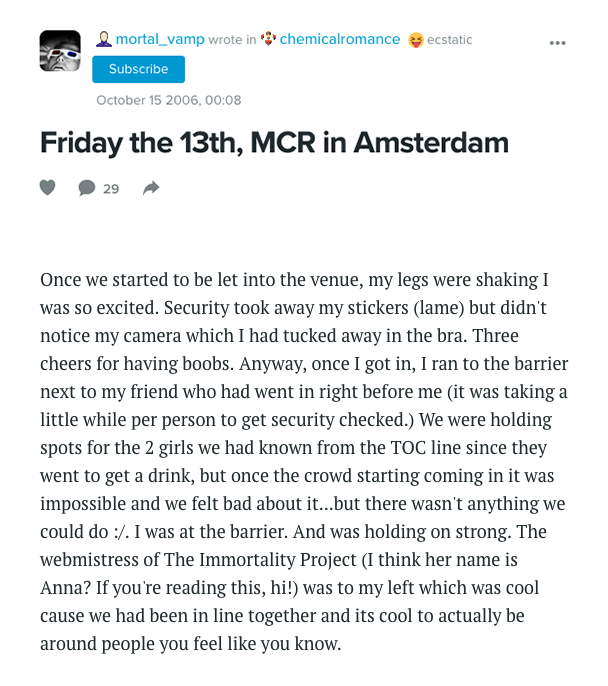 mortal_vamp wrote in chemicalromance ecstatic
Subscribe
October 15 2006, 00:08
Friday the 13th, MCR in Amsterdam
29
Once we started to be let into the venue, my legs were shaking I
was so excited. Security took away my stickers (lame) but didn't
notice my camera which I had tucked away in the bra. Three
cheers for having boobs. Anyway, once I got in, I ran to the barrier
next to my friend who had went in right before me (it was taking a
little while per person to get security checked.) We were holding
spots for the 2 girls we had known from the TOC line since they
went to get a drink, but once the crowd starting coming in it was
impossible and we felt bad about it...but there wasn't anything we
could do :/. I was at the barrier. And was holding on strong. The
webmistress of The Immortality Project (I think her name is
Anna? If you're reading this, hi!) was to my left which was cool
cause we had been in line together and its cool to actually be
around people you feel like you know.